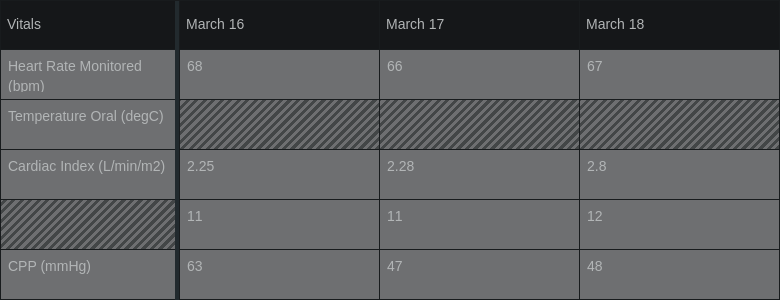 Vitals March 16 March 17 March 18
Heart Rate Monitored (bpm) 68 66 67
Temperature Oral (degC)
Cardiac Index (L/min/m2) 2.25 2.28 2.8
11 11 12
CPP (mmHg) 63 47 48